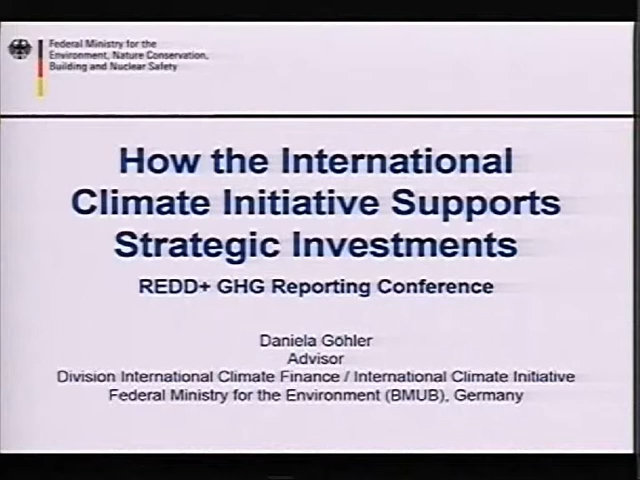 Federal Ministry for the
Environment, Nature Conservation,
Building and Nuclear Safety
How the International
Climate Initiative Supports
Strategic Investments
REDD+ GHG Reporting Conference
Daniela Göhler
Advisor
Division International Climate Finance / International Climate Initiative
Federal Ministry for the Environment (BMUB), Germany